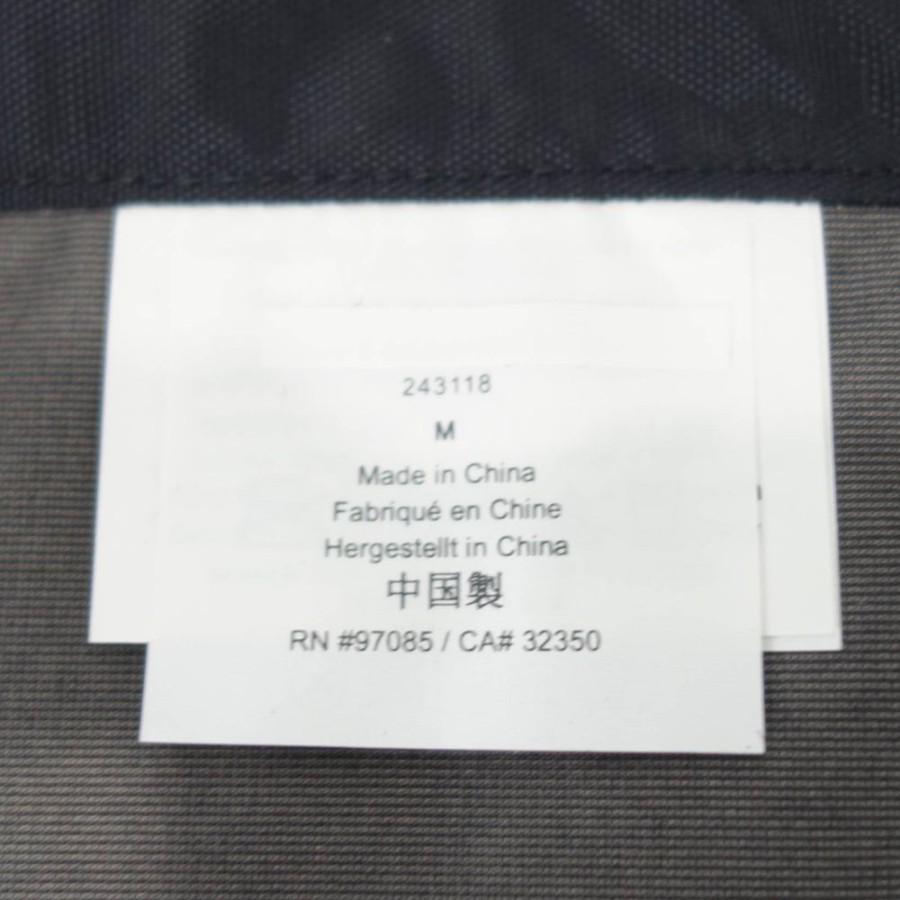 243118
M
Made in China
Fabriqué en Chine
Hergestellt in China
中国製
RN #97085 / CA# 32350